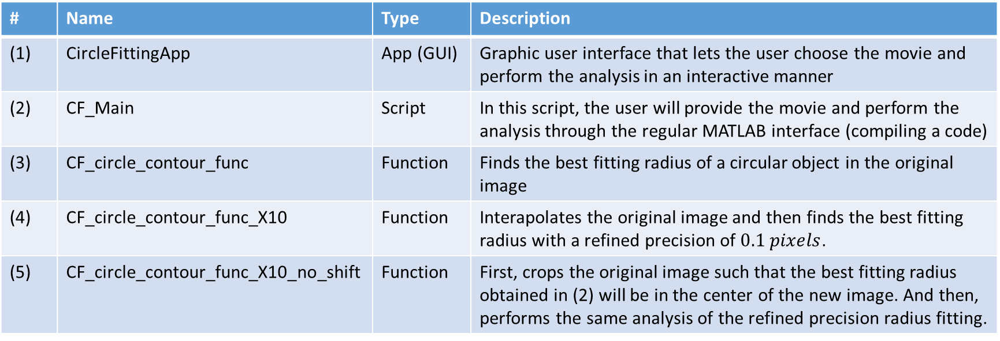 # Name Type Description
(1) CircleFittingApp App (GUI) Graphic user interface that lets the user choose the movie and
perform the analysis in an interactive manner
(2) CF_Main Script In this script, the user will provide the movie and perform the
analysis through the regular MATLAB interface (compiling a code)
(3) CF_circle_contour_func Function Finds the best fitting radius of a circular object in the original
image
(4) CF_circle_contour_func_X10 Function Interapolates the original image and then finds the best fitting
radius with a refined precision of 0.1 pixels.
(5) CF_circle_contour_func_X10_no_shift Function First, crops the original image such that the best fitting radius
obtained in (2) will be in the center of the new image. And then,
performs the same analysis of the refined precision radius fitting.